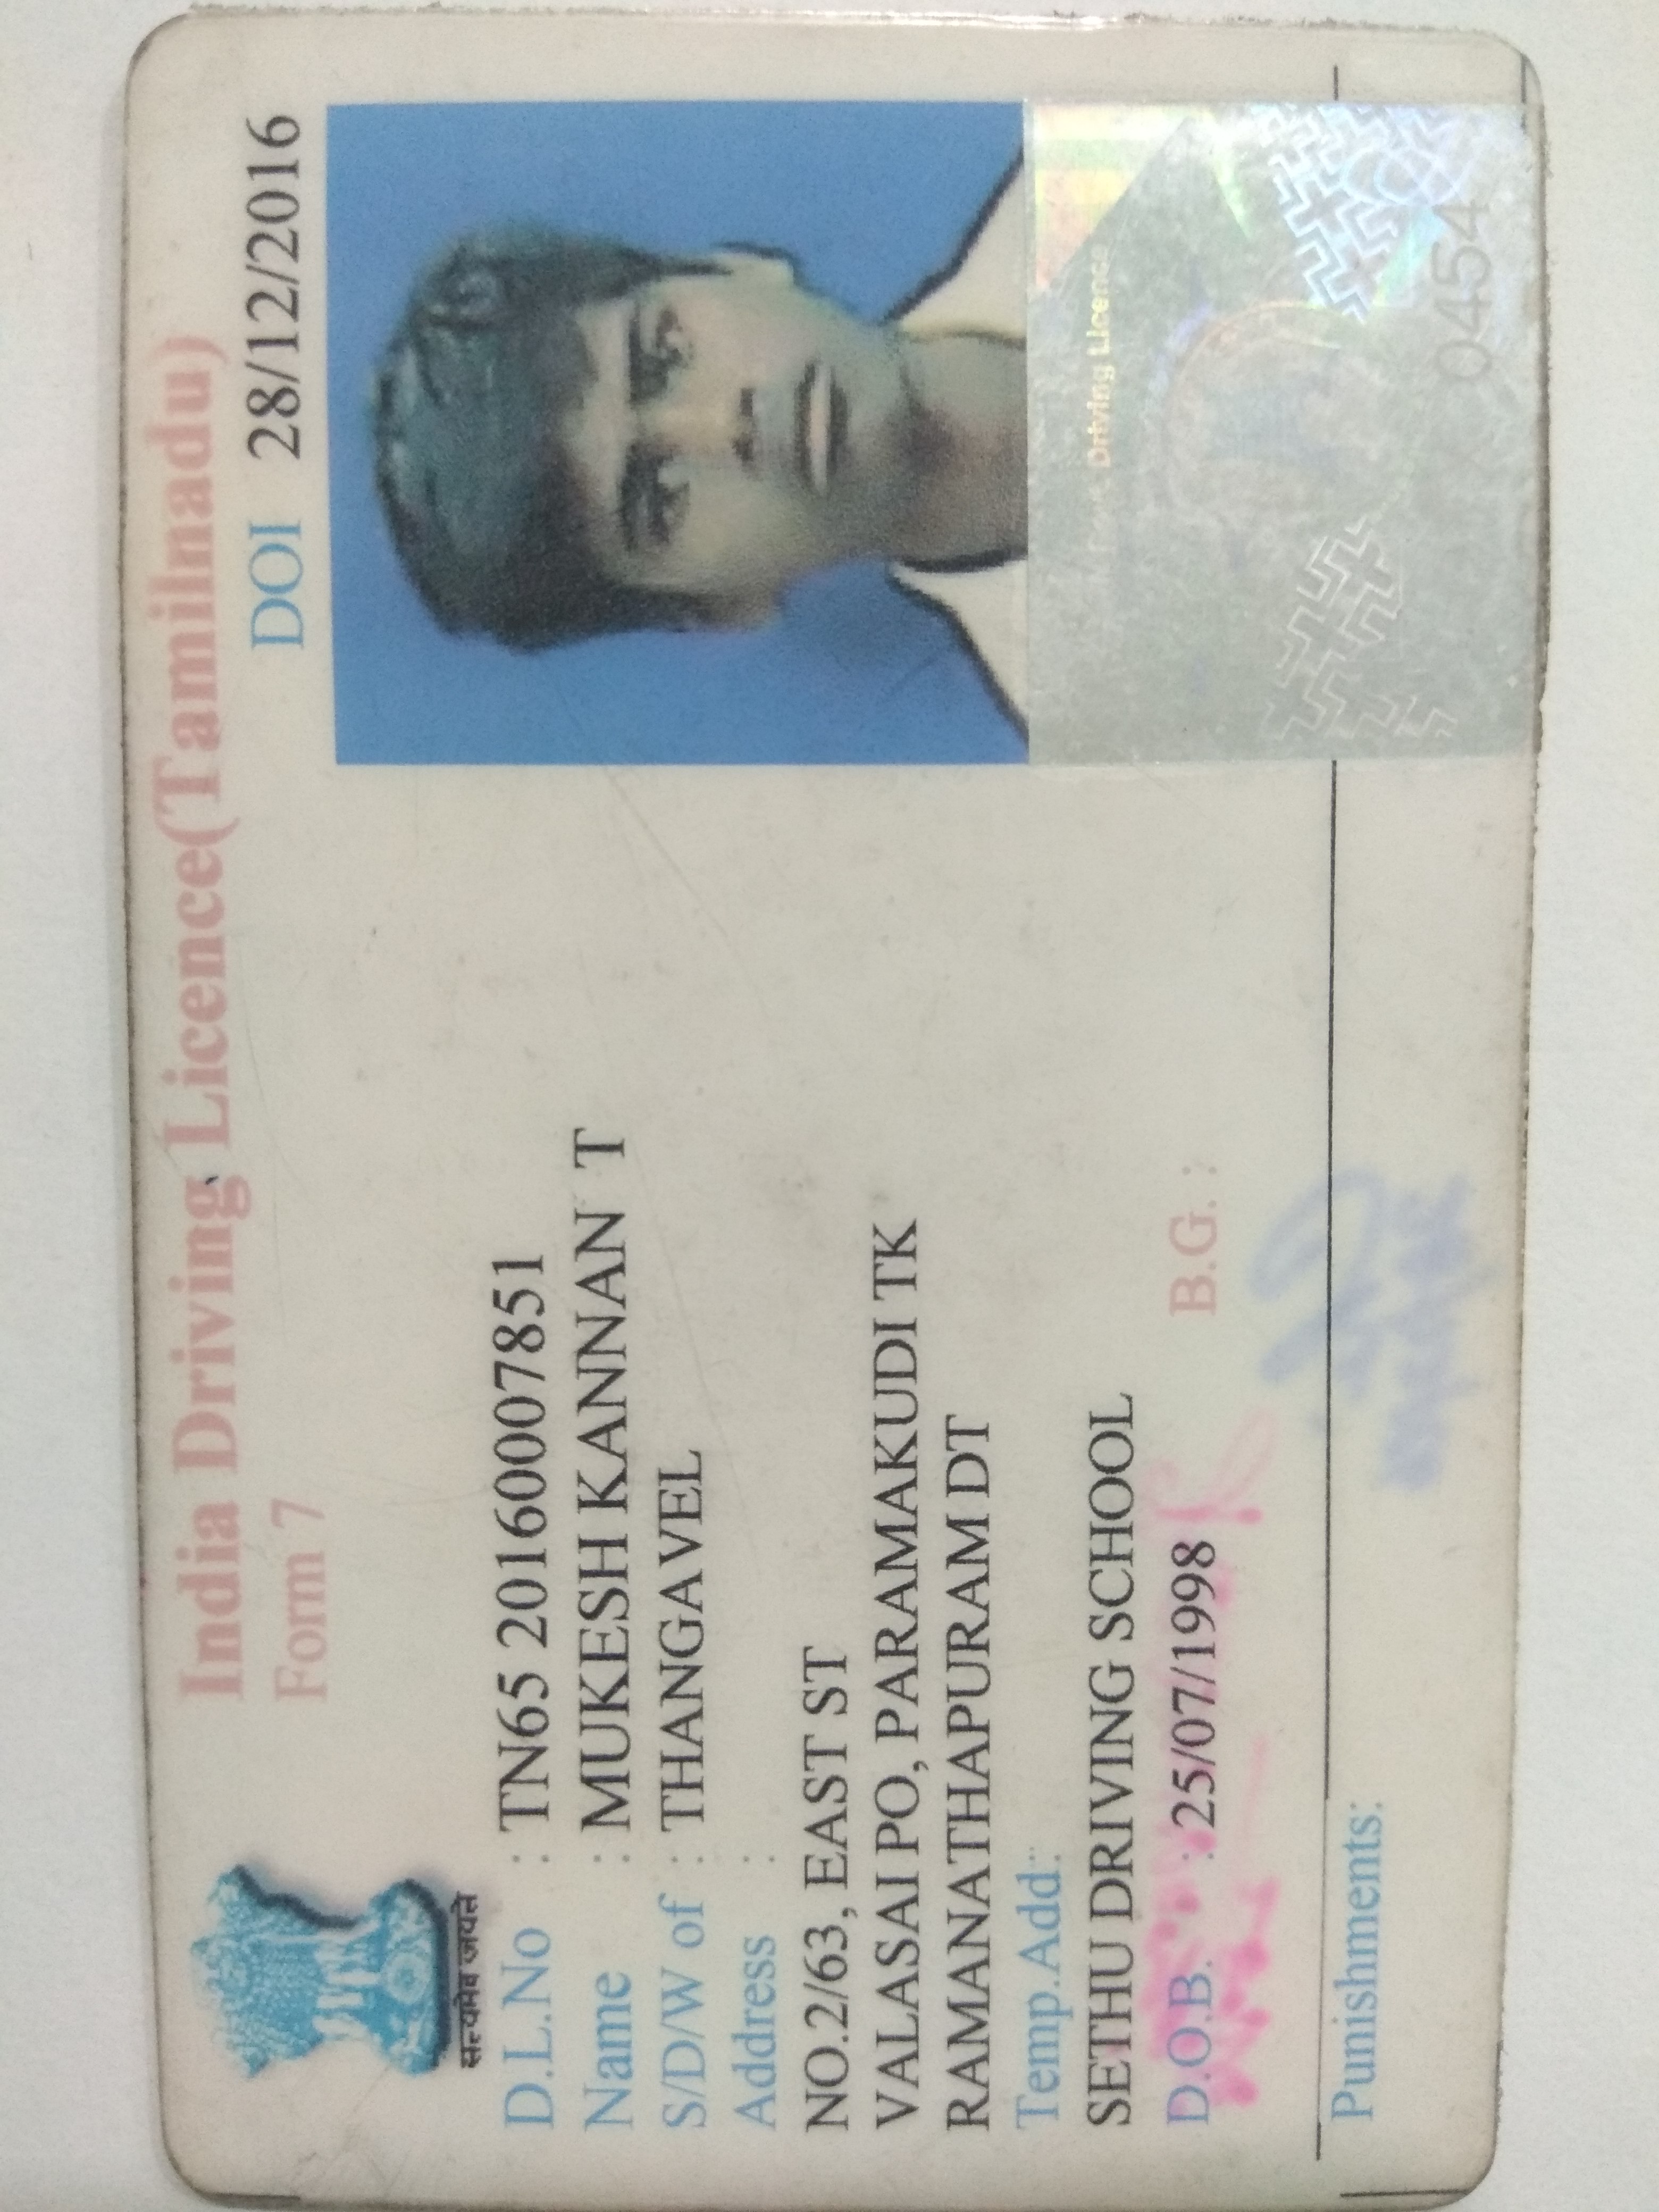 India Driving Licence(Tamilnadu)
Form 7
DOI 28/12/2016
सत्यमेव जयते
D.L.No : TN65 20160007851
Name : MUKESH KANNAN T
S/D/W of : THANGAVEL
Address :
NO.2/63, EAST ST
VALASAI PO, PARAMAKUDI TK
RAMANATHAPURAM DT
Temp.Add:
SETHU DRIVING SCHOOL
D.O.B. : 25/07/1998 B.G. :
Driving Licence
0454
Punishments: